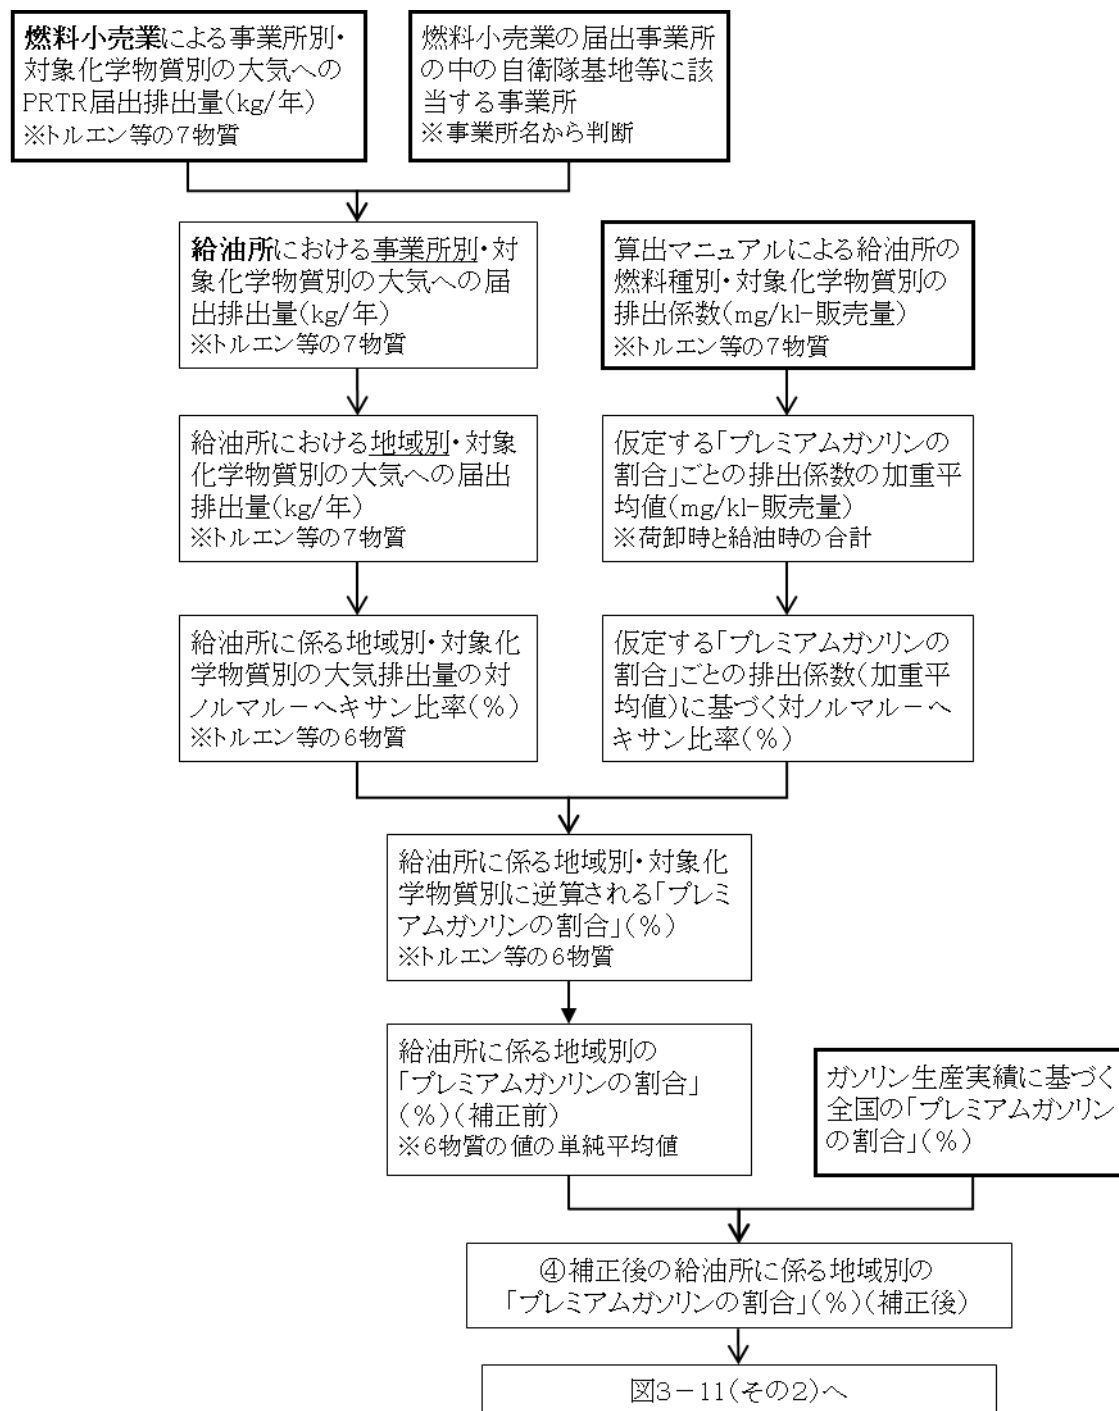 燃料小売業による事業所別・
対象化学物質別の大気への
PRTR届出排出量(kg/年)
※トルエン等の7物質
燃料小売業の届出事業所
の中の自衛隊基地等に該
当する事業所
※事業所名から判断
給油所における事業所別・対
象化学物質別の大気への届
出排出量(kg/年)
※トルエン等の7物質
算出マニュアルによる給油所の
燃料種別・対象化学物質別の
排出係数(mg/kl-販売量)
※トルエン等の7物質
給油所における地域別・対象
化学物質別の大気への届出
排出量(kg/年)
※トルエン等の7物質
仮定する「プレミアムガソリンの
割合」ごとの排出係数の加重平
均値(mg/kl-販売量)
※荷卸時と給油時の合計
給油所に係る地域別・対象化
学物質別の大気排出量の対
ノルマル－ヘキサン比率(%)
※トルエン等の6物質
仮定する「プレミアムガソリンの
割合」ごとの排出係数(加重平
均値)に基づく対ノルマル－ヘ
キサン比率(%)
給油所に係る地域別・対象化
学物質別に逆算される「プレミ
アムガソリンの割合」(%)
※トルエン等の6物質
給油所に係る地域別の
「プレミアムガソリンの割合」
(%)(補正前)
※6物質の値の単純平均値
ガソリン生産実績に基づく
全国の「プレミアムガソリン
の割合」(%)
④補正後の給油所に係る地域別の
「プレミアムガソリンの割合」(%)(補正後)
図3－11(その2)へ